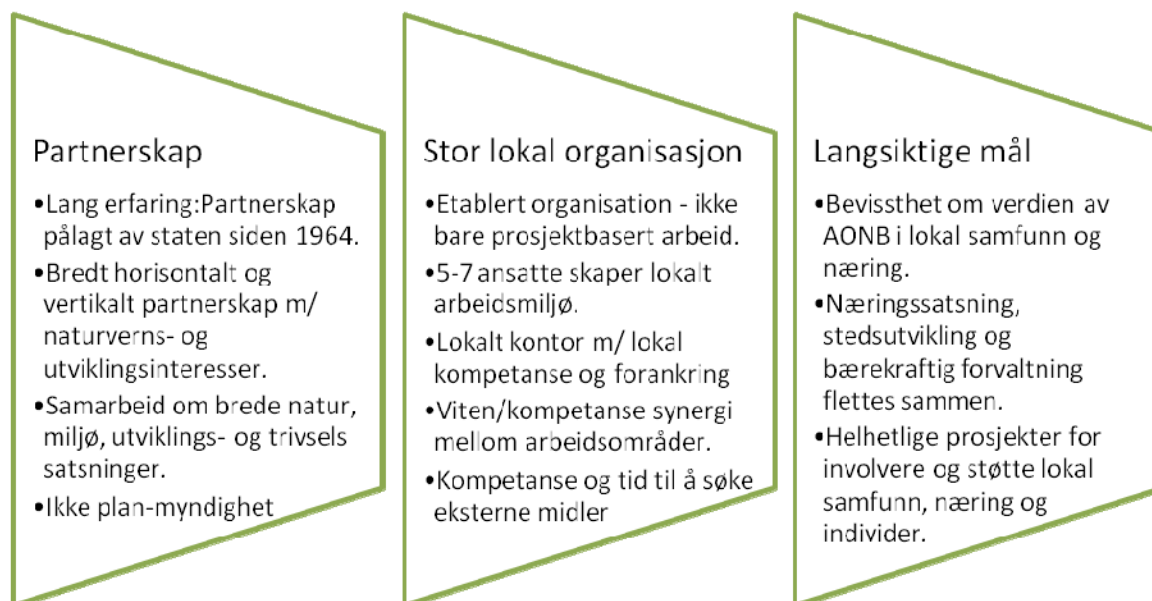 Partnerskap
•Lang erfaring:Partnerskap
pålagt av staten siden 1964.
•Bredt horisontalt og
vertikalt partnerskap m/
naturverns- og
utviklingsinteresser.
•Samarbeid om brede natur,
miljø, utviklings- og trivsels
satsninger.
•Ikke plan-myndighet
Stor lokal organisasjon
•Etablert organisation - ikke
bare prosjektbasert arbeid.
•5-7 ansatte skaper lokalt
arbeidsmiljø.
•Lokalt kontor m/ lokal
kompetanse og forankring
•Viten/kompetanse synergi
mellom arbeidsområder.
•Kompetanse og tid til å søke
eksterne midler
Langsiktige mål
•Bevissthet om verdien av
AONB i lokal samfunn og
næring.
•Næringssatsning,
stedsutvikling og
bærekraftig forvaltning
flettes sammen.
•Helhetlige prosjekter for
involvere og støtte lokal
samfunn, næring og
individer.